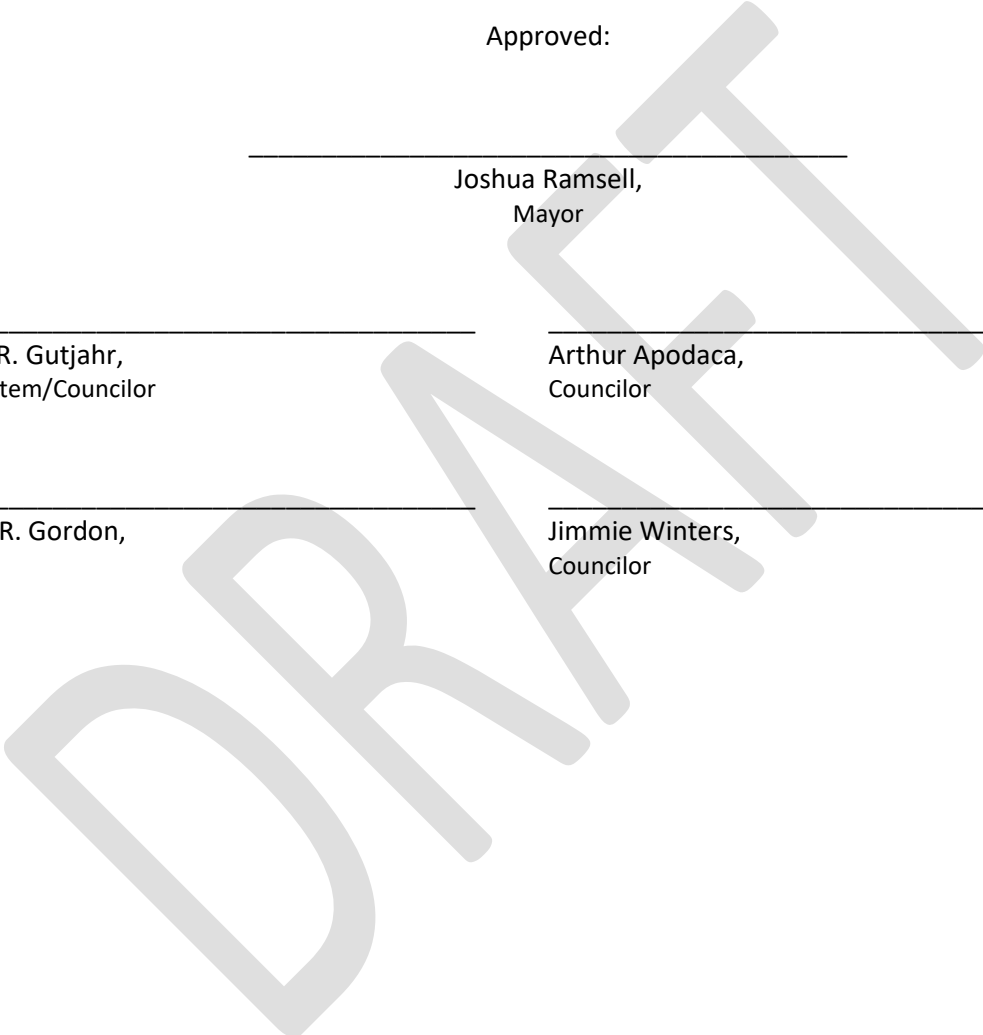 Approved:
Joshua Ramsell,
Mayor
R. Gutjahr,
tem/Councilor
Arthur Apodaca,
Councilor
R. Gordon,
Jimmie Winters,
Councilor
DRAFT